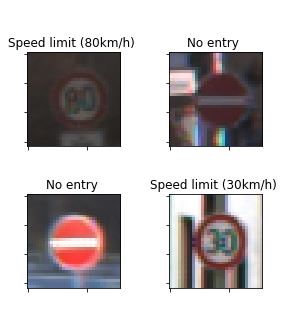 Speed limit (80km/h)
No entry
80
No entry
Speed limit (30km/h)
30